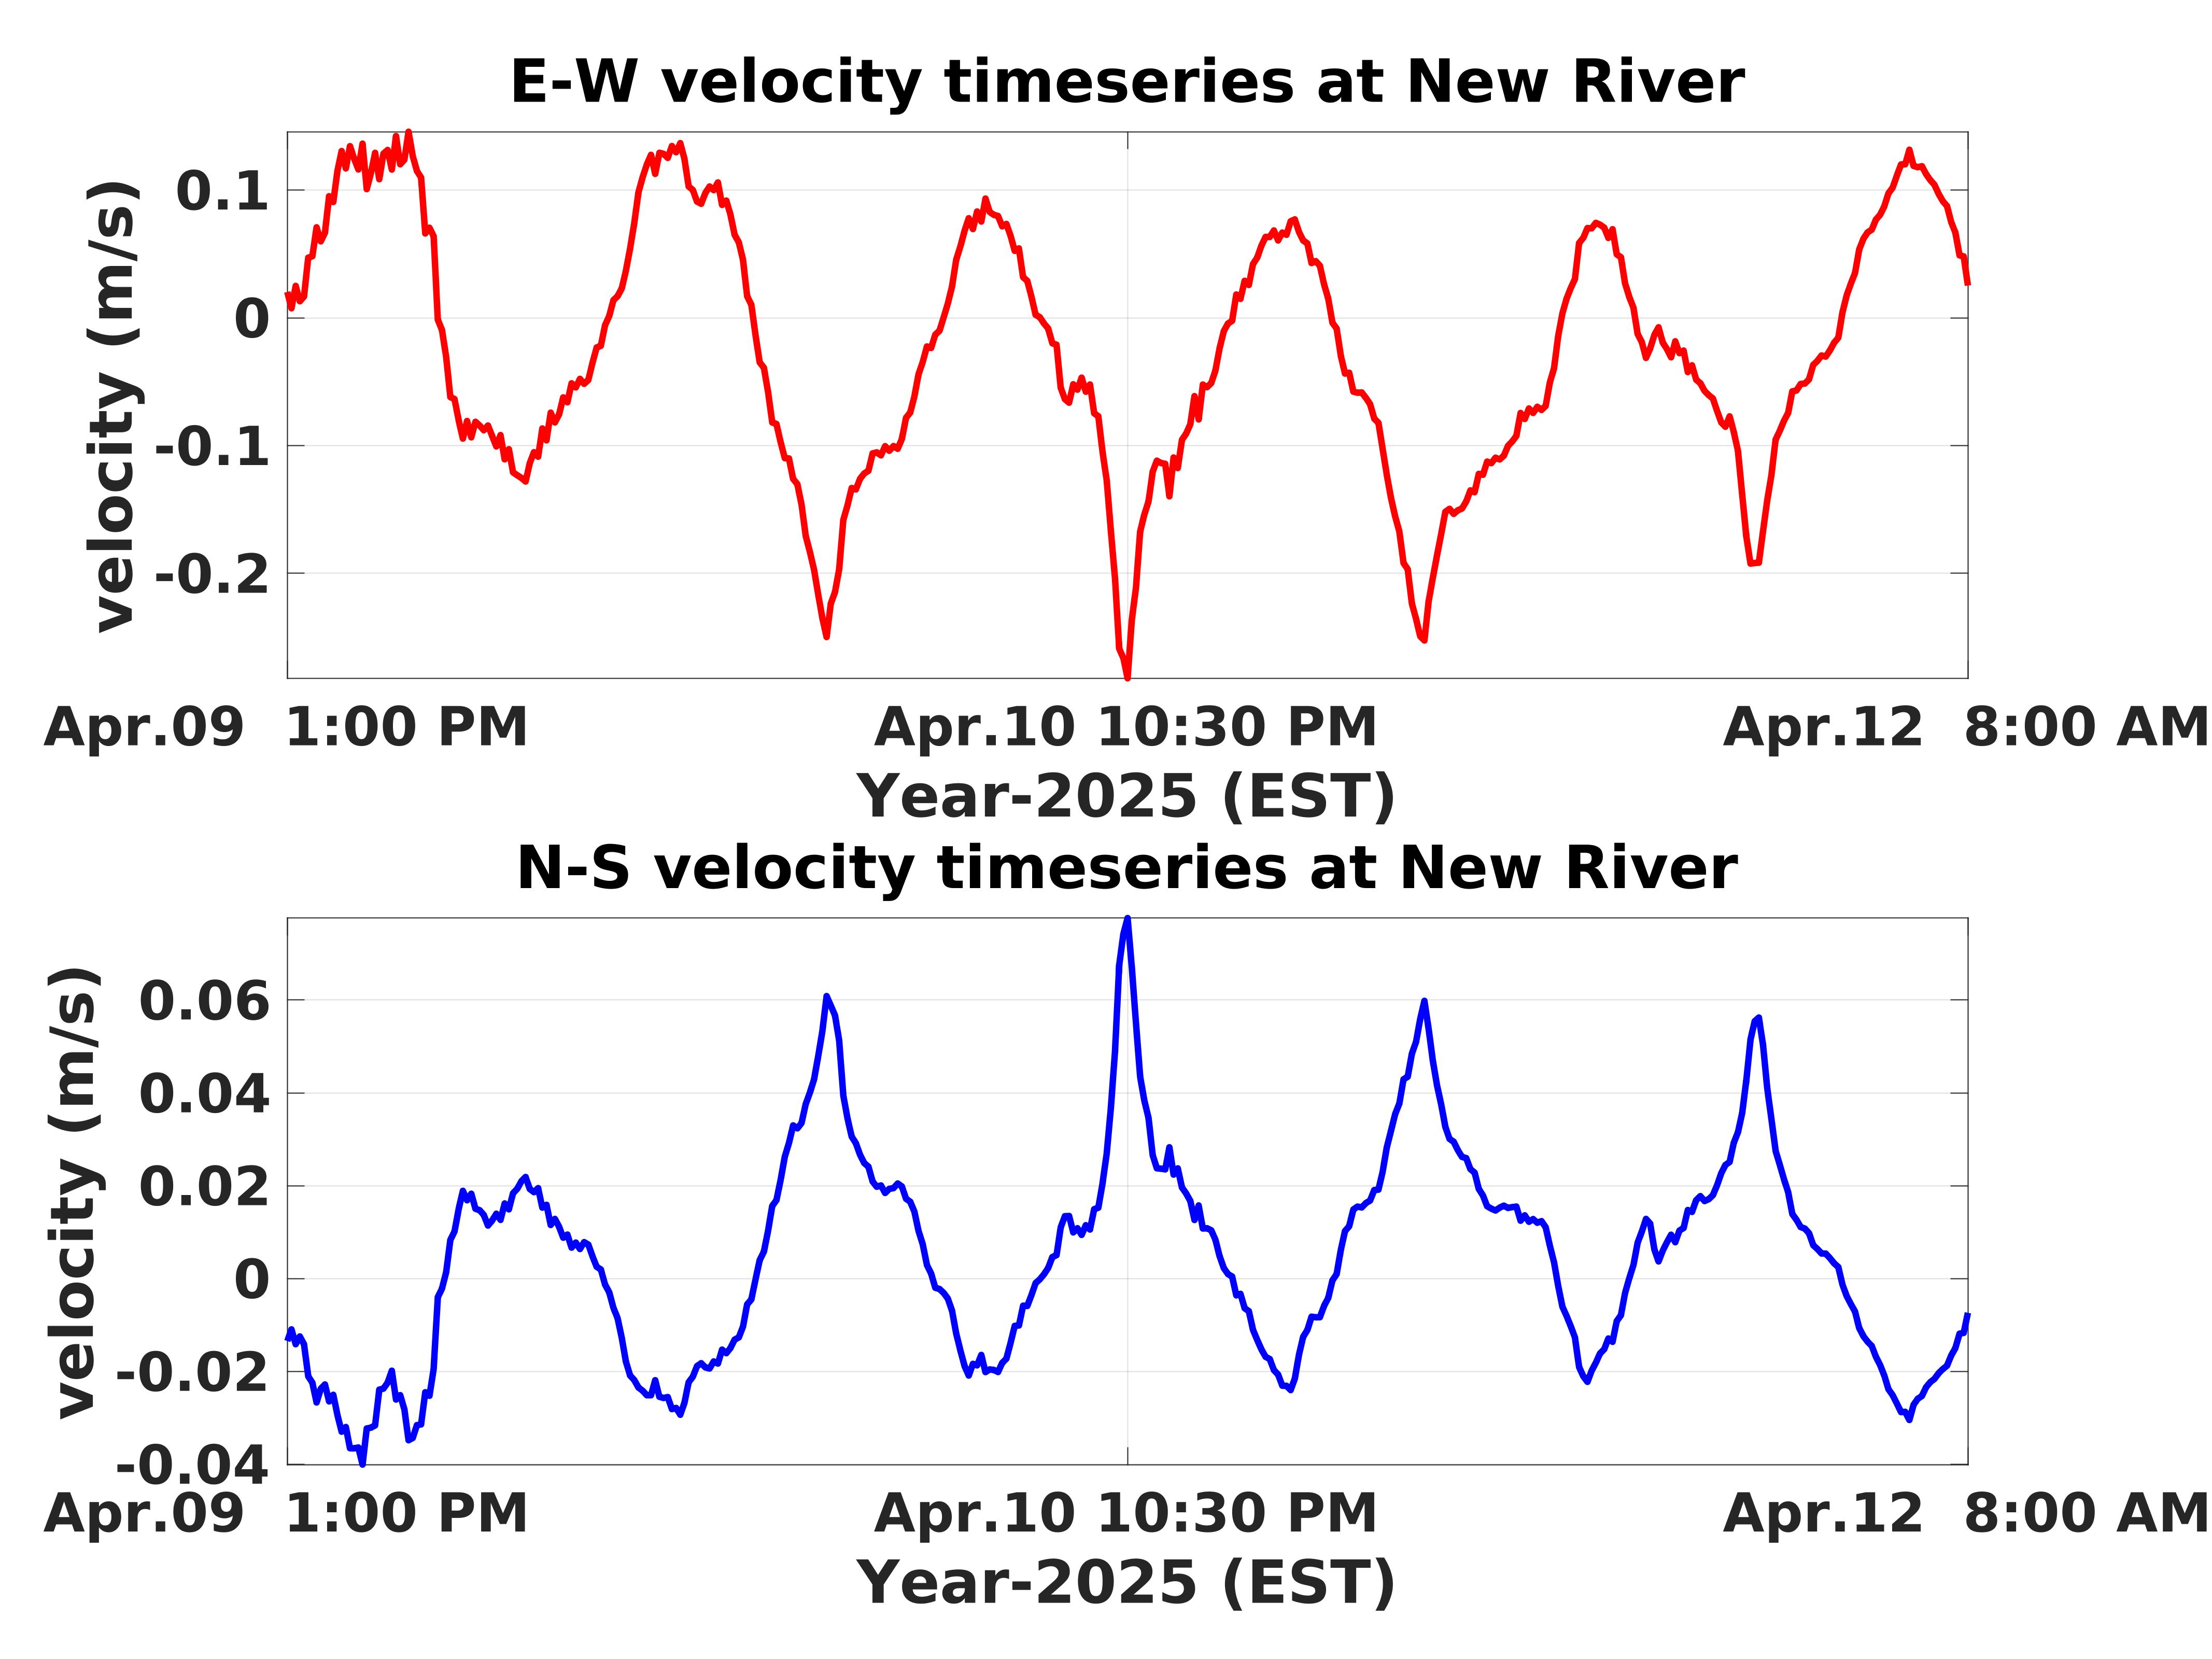 E-W velocity timeseries at New River
velocity (m/s)
0.1
0
-0.1
-0.2
Apr.09  1:00 PM
Apr.10 10:30 PM
Apr.12  8:00 AM
Year-2025 (EST)
N-S velocity timeseries at New River
velocity (m/s)
0.06
0.04
0.02
0
-0.02
-0.04
Apr.09  1:00 PM
Apr.10 10:30 PM
Apr.12  8:00 AM
Year-2025 (EST)